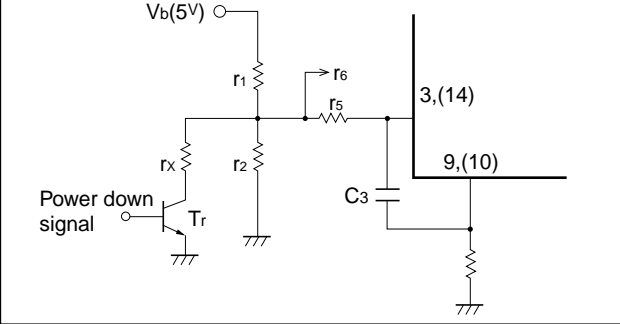 Vb(5V)
r1
r6
r5
3,(14)
rX
r2
9,(10)
C3
Power down
signal
Tr